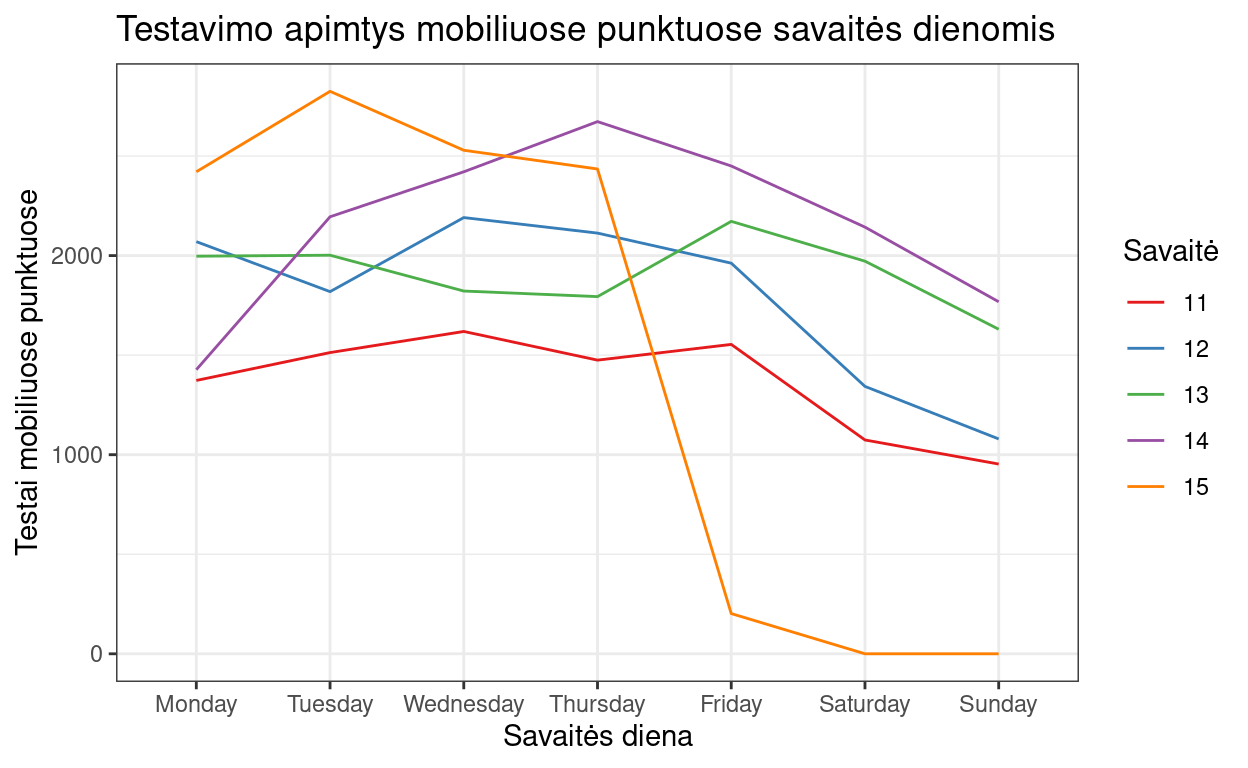 Testavimo apimtys mobiliuose punktuose savaitės dienomis
Testai mobiliuose punktuose
2000
1000
0
Monday Tuesday Wednesday Thursday Friday Saturday Sunday
Savaitės diena
Savaitė
11
12
13
14
15